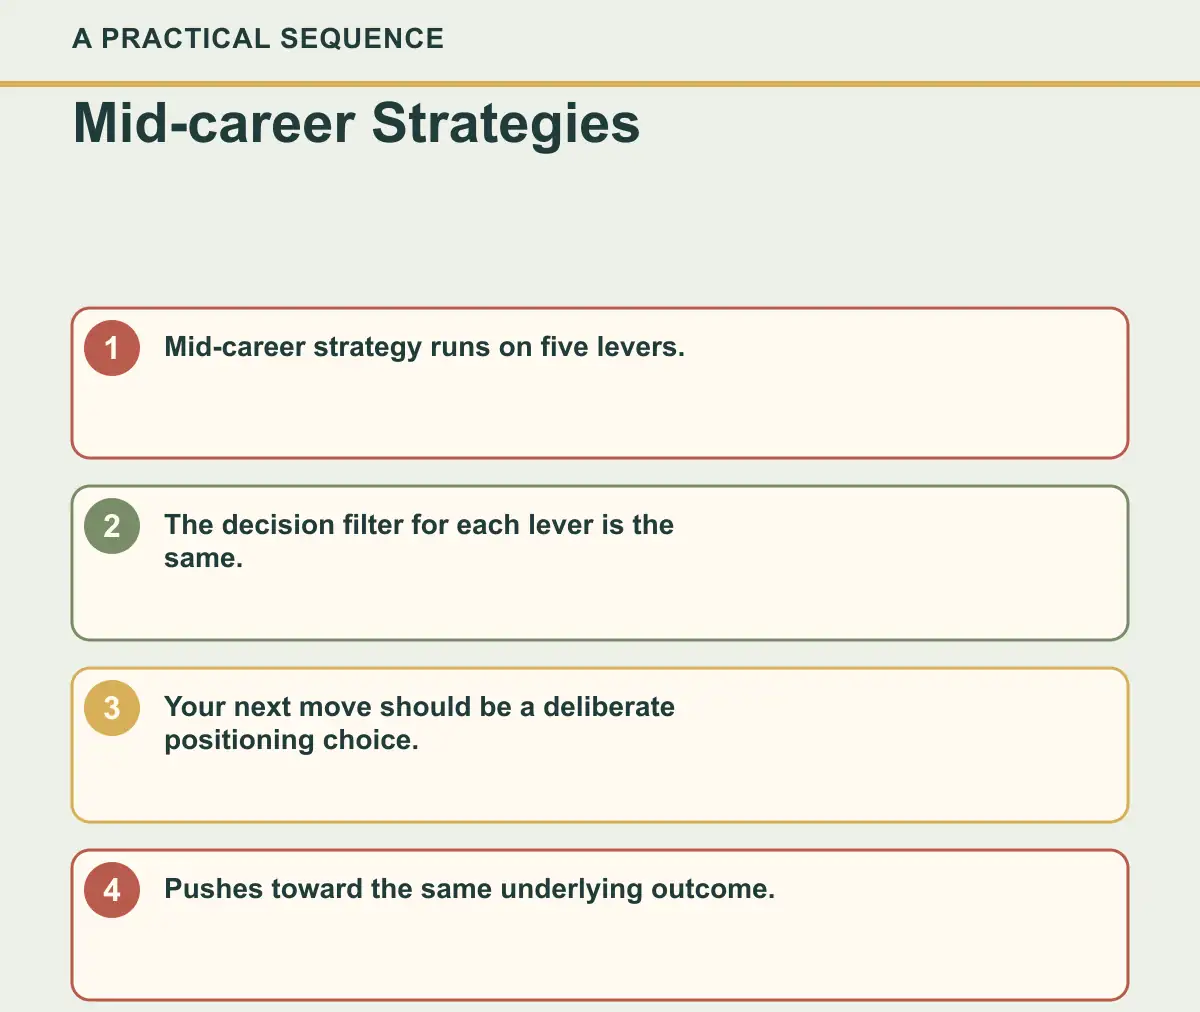 A PRACTICAL SEQUENCE
Mid-career Strategies
1
Mid-career strategy runs on five levers.
2
The decision filter for each lever is the
same.
3
Your next move should be a deliberate
positioning choice.
4
Pushes toward the same underlying outcome.